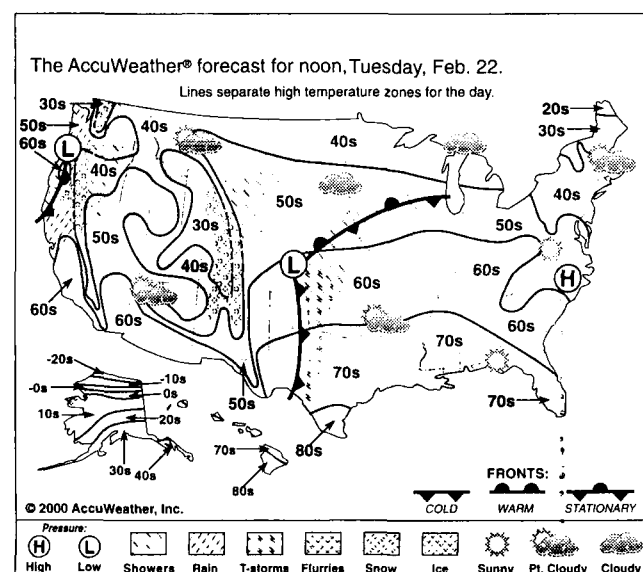 The AccuWeather® forecast for noon, Tuesday, Feb. 22.
Lines separate high temperature zones for the day.
30s
50s
60s
L
40s
40s
40s
20s
30s
40s
50s
30s
50s
50s
40s
L
60s
60s
H
60s
60s
60s
70s
70s
70s
50s
80s
-20s
-0s
-10s
0s
10s
20s
30s
40s
70s
80s
FRONTS:
COLD WARM STATIONARY
© 2000 AccuWeather, Inc.
Pressure:
H L
High Low Showers Rain T-storms Flurries Snow Ice Sunny Pt. Cloudy Cloudy